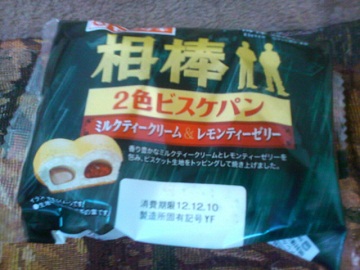 相棒
2色ビスケパン
ミルクティークリーム&レモンティーゼリー
香り豊かなミルクティークリームとレモンティーゼリーを
包み、ビスケット生地をトッピングして焼き上げました。
消費期限12.12.10
製造所固有記号YF